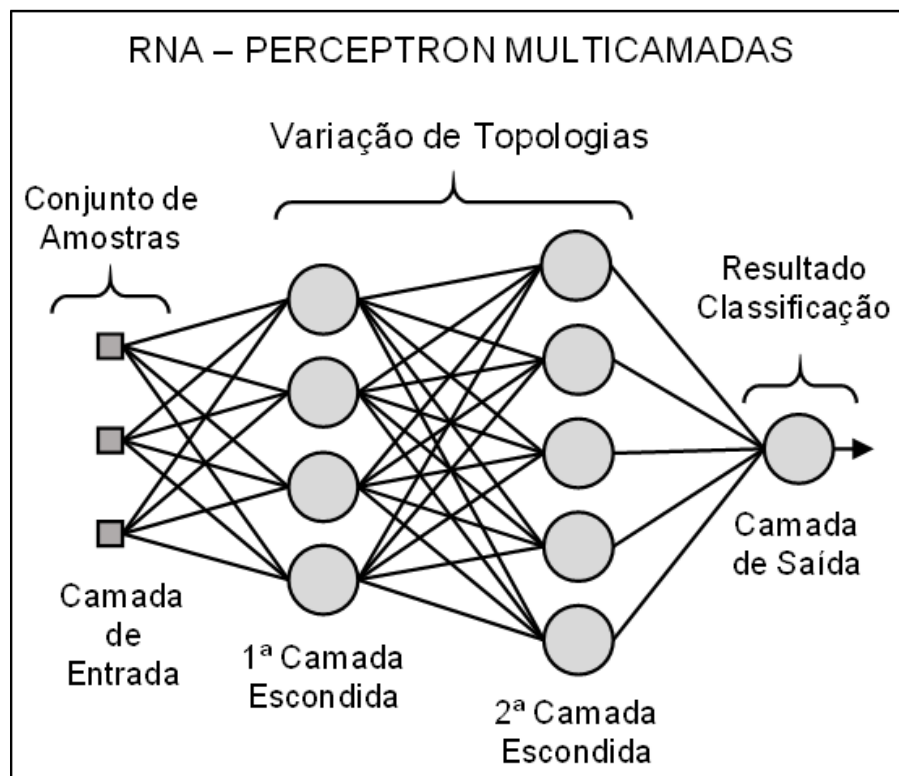 RNA – PERCEPTRON MULTICAMADAS
Variação de Topologias
Conjunto de
Amostras
Resultado
Classificação
Camada
de
Entrada
1ª Camada
Escondida
2ª Camada
Escondida
Camada
de Saída